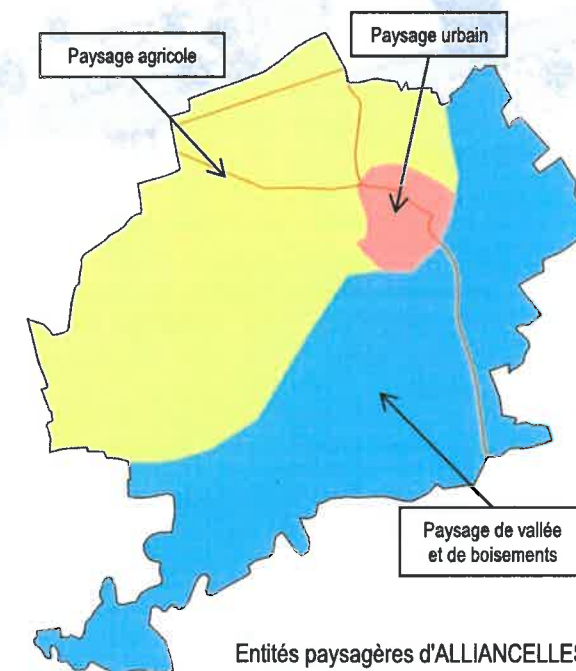 Paysage agricole
Paysage urbain
Paysage de vallée
et de boisements
Entités paysagères d'ALLIANCELLES